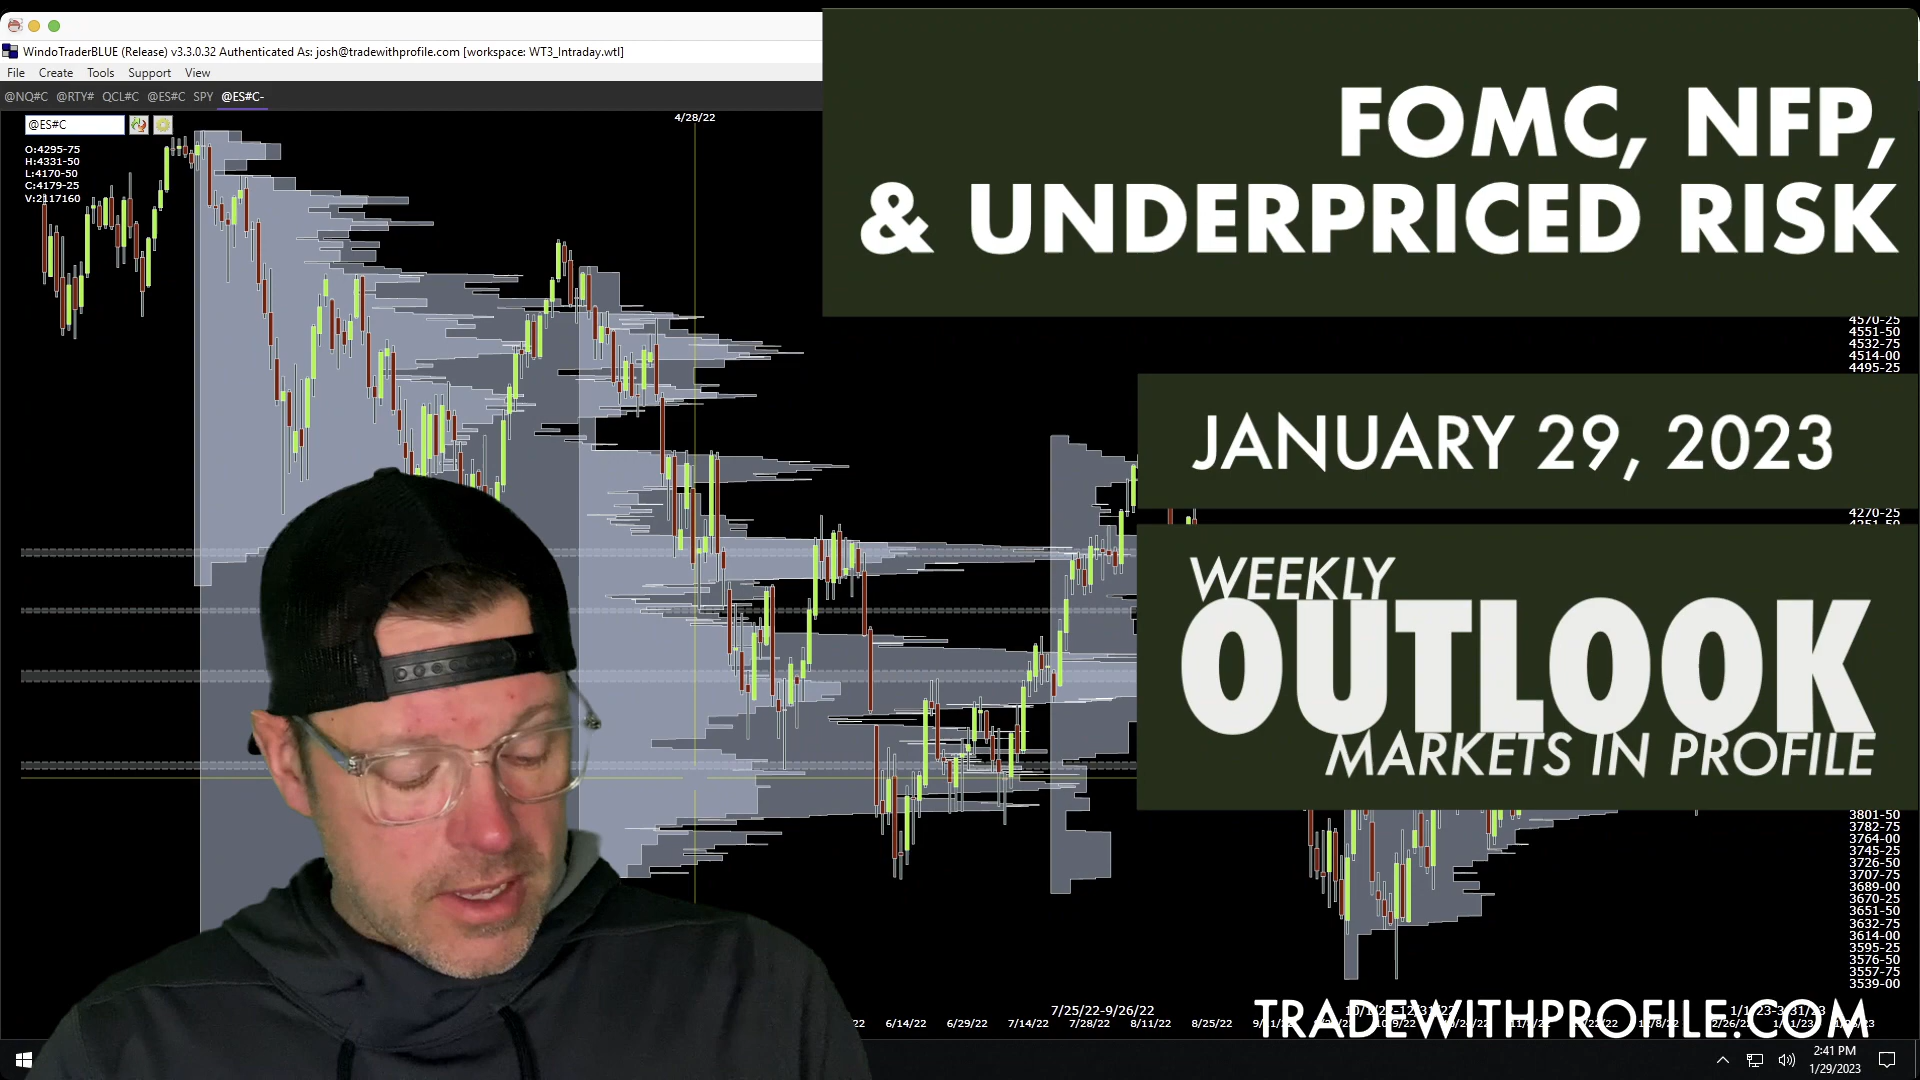 WindoTraderBLUE (Release) v3.3.0.32 Authenticated As: josh@tradewithprofile.com [workspace: WT3_Intraday.wtl]
File Create Tools Support View
@NQ#C @RTY# QCL#C @ES#C SPY @ES#C-
@ES#C
O:4295-75
H:4331-50
L:4170-50
C:4179-25
V:2117160
4/28/22
FOMC, NFP,
& UNDERPRICED RISK
4570-25
4551-50
4532-75
4514-00
4495-25
JANUARY 29, 2023
4270-25
4251-50
WEEKLY
OUTLOOK
MARKETS IN PROFILE
3801-50
3782-75
3764-00
3745-25
3726-50
3707-75
3689-00
3670-25
3651-50
3632-75
3614-00
3595-25
3576-50
3557-75
3539-00
7/25/22-9/26/22
22 6/14/22 6/29/22 7/14/22 7/28/22 8/11/22 8/25/22
TRADEWITHPROFILE.COM
2:41 PM
1/29/2023